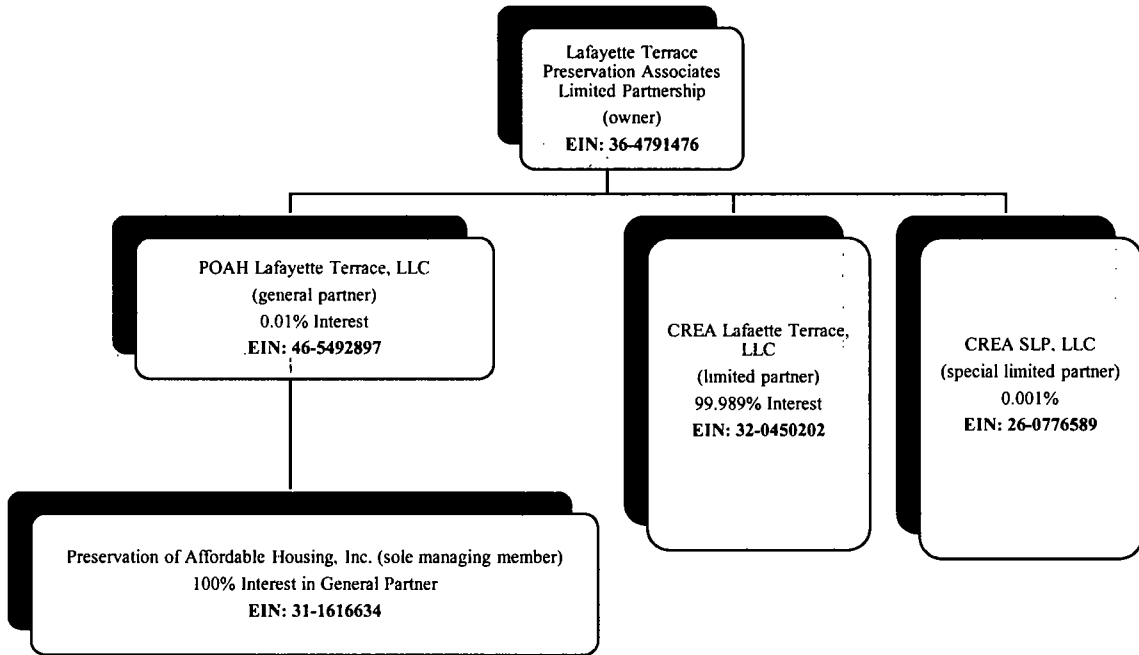 Lafayette Terrace
Preservation Associates
Limited Partnership
(owner)
EIN: 36-4791476
POAH Lafayette Terrace, LLC
(general partner)
0.01% Interest
EIN: 46-5492897
CREA Lafaette Terrace,
LLC
(limited partner)
99.989% Interest
EIN: 32-0450202
CREA SLP, LLC
(special limited partner)
0.001%
EIN: 26-0776589
Preservation of Affordable Housing, Inc. (sole managing member)
100% Interest in General Partner
EIN: 31-1616634